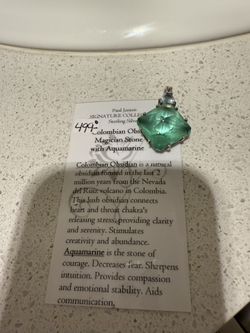 Paul Jensen
SIGNATURE COLLE
Sterling Silve
499-
Colombian Obs
Magician Stone
with Aquamarine
Colombian Obsidian is a natural
obsidian formed in the last 2
million years from the Nevada
del Ruiz volcano in Colombia.
This lush obsidian connects
heart and throat chakra's
releasing stress, providing clarity
and serenity. Stimulates
creativity and abundance.
Aquamarine is the stone of
courage. Decreases fear. Sharpens
intuition. Provides compassion
and emotional stability. Aids
communication.